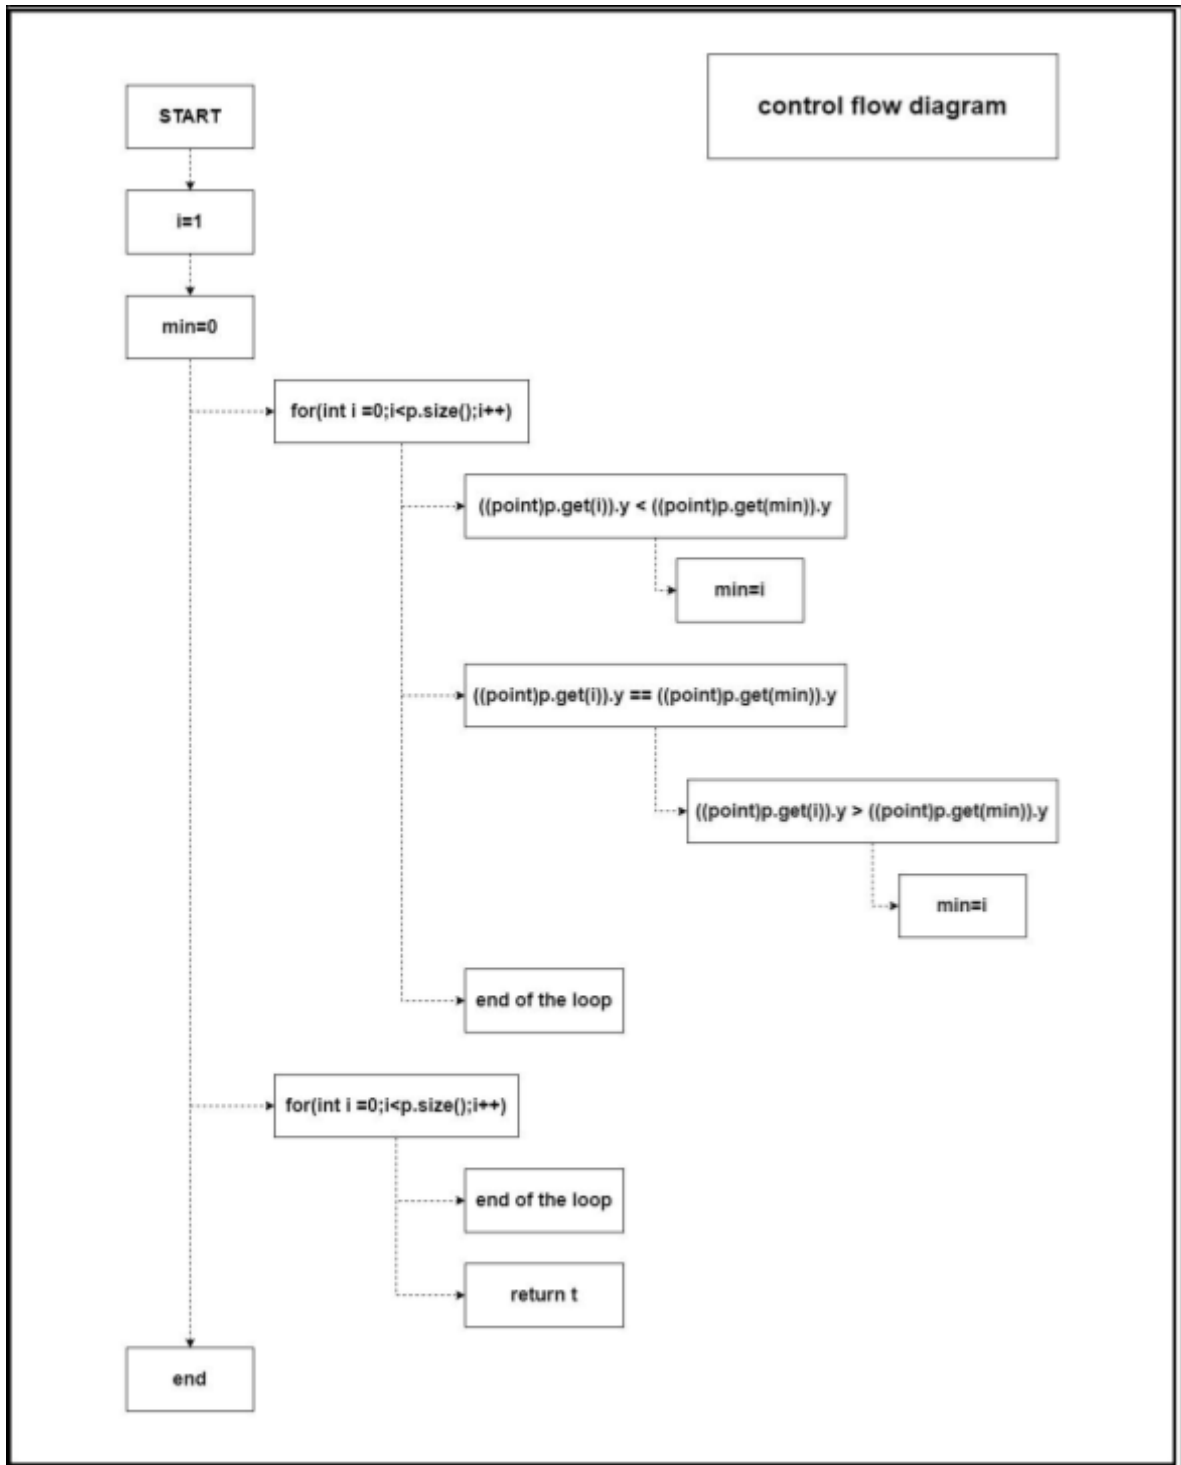 control flow diagram
START
i=1
min=0
for(int i =0;i<p.size();i++)
((point)p.get(i)).y < ((point)p.get(min)).y
min=i
((point)p.get(i)).y == ((point)p.get(min)).y
((point)p.get(i)).y > ((point)p.get(min)).y
min=i
end of the loop
for(int i =0;i<p.size();i++)
end of the loop
return t
end